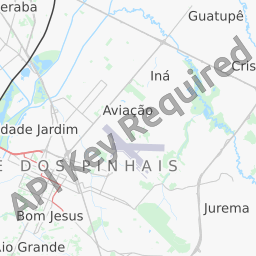 eraba
Guatupê
Cris
Iná
Aviação
dade Jardim
E DOS PINHAIS
Bom Jesus
Jurema
io Grande
API Key Required